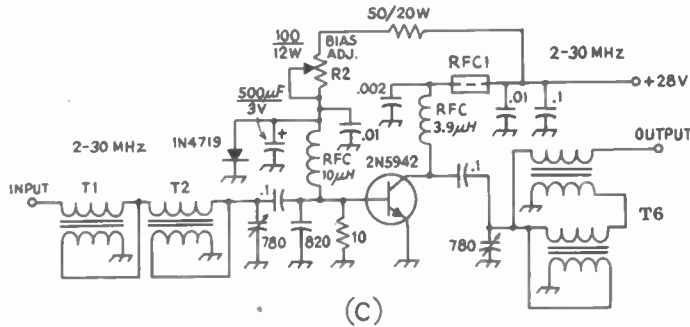 50/20W
100
12W
BIAS
ADJ.
R2
RFC1
2-30 MHz
+28V
.002
.01
.1
500µF
3V
+
RFC
3.9µH
OUTPUT
2-30 MHz
1N4719
.01
RFC
10µH
2N5942
INPUT
T1
T2
.1
.1
T6
780
820
10
780
(C)